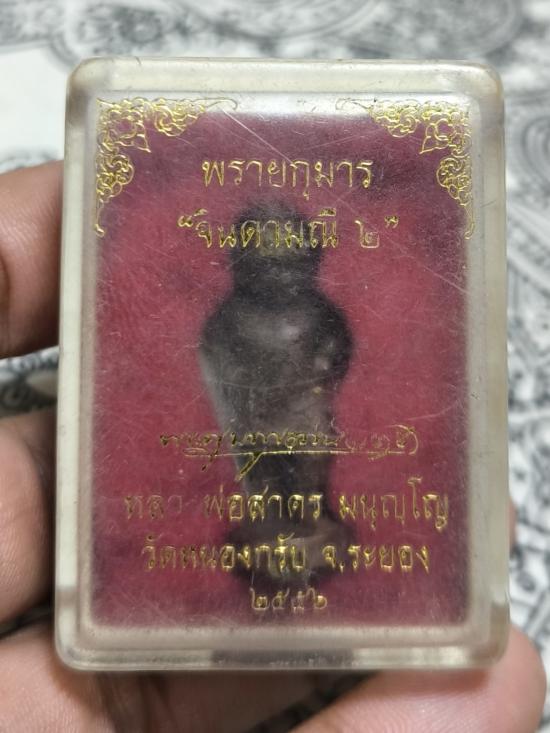 พรายกุมาร
“จินดามณี ๒”
หลวงพ่อสาคร มนุญฺโญ
วัดหนองกรับ จ.ระยอง
๒๕๕๒